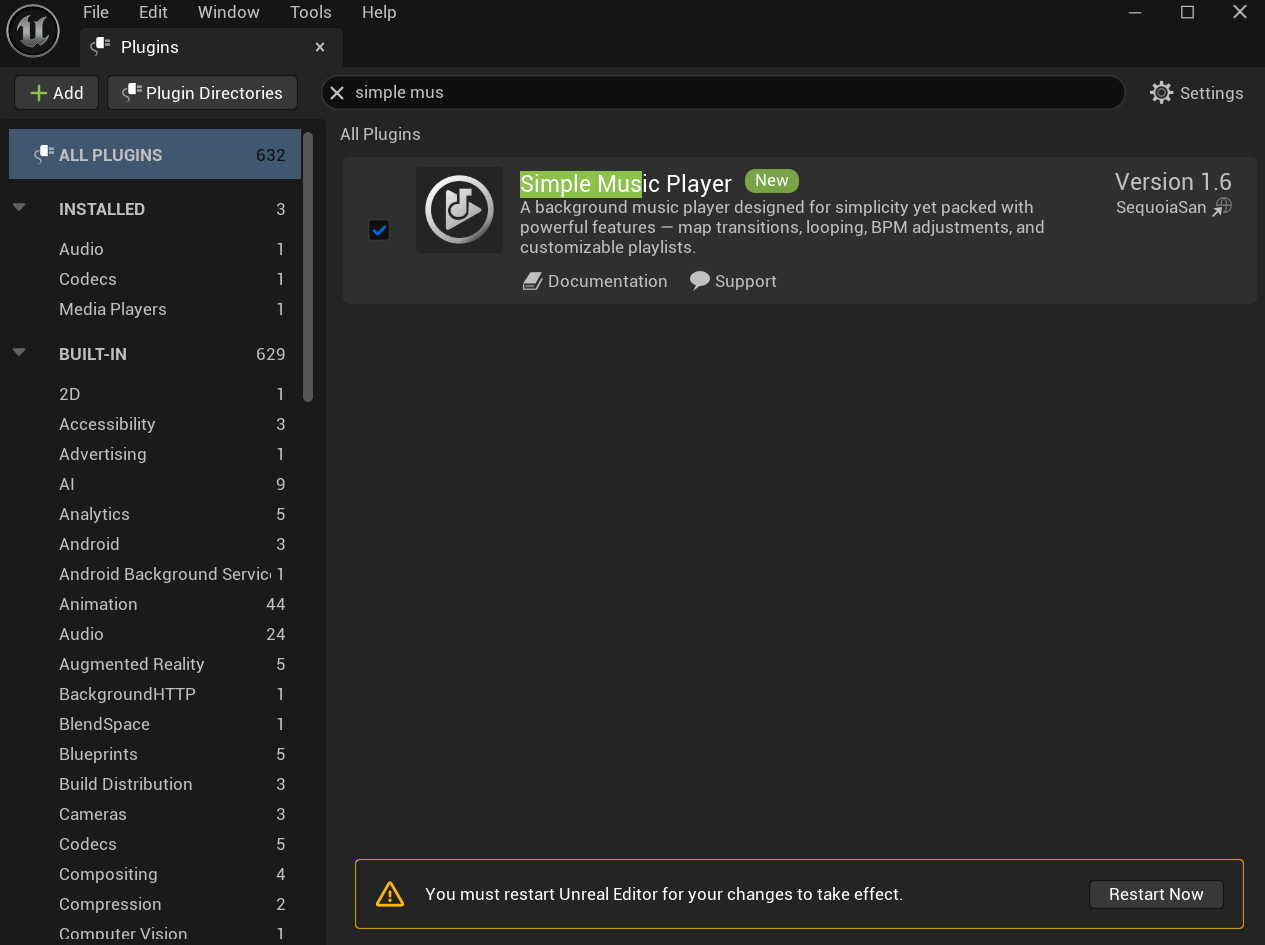 File Edit Window Tools Help
Plugins
Add Plugin Directories simple mus Settings
ALL PLUGINS 632
INSTALLED 3
Audio 1
Codecs 1
Media Players 1
BUILT-IN 629
2D 1
Accessibility 3
Advertising 1
AI 9
Analytics 5
Android 3
Android Background Servic 1
Animation 44
Audio 24
Augmented Reality 5
BackgroundHTTP 1
BlendSpace 1
Blueprints 5
Build Distribution 3
Cameras 3
Codecs 5
Compositing 4
Compression 2
Computer Vision 1
All Plugins
Simple Music Player New
Version 1.6
SequoiaSan
A background music player designed for simplicity yet packed with
powerful features — map transitions, looping, BPM adjustments, and
customizable playlists.
Documentation Support
You must restart Unreal Editor for your changes to take effect. Restart Now